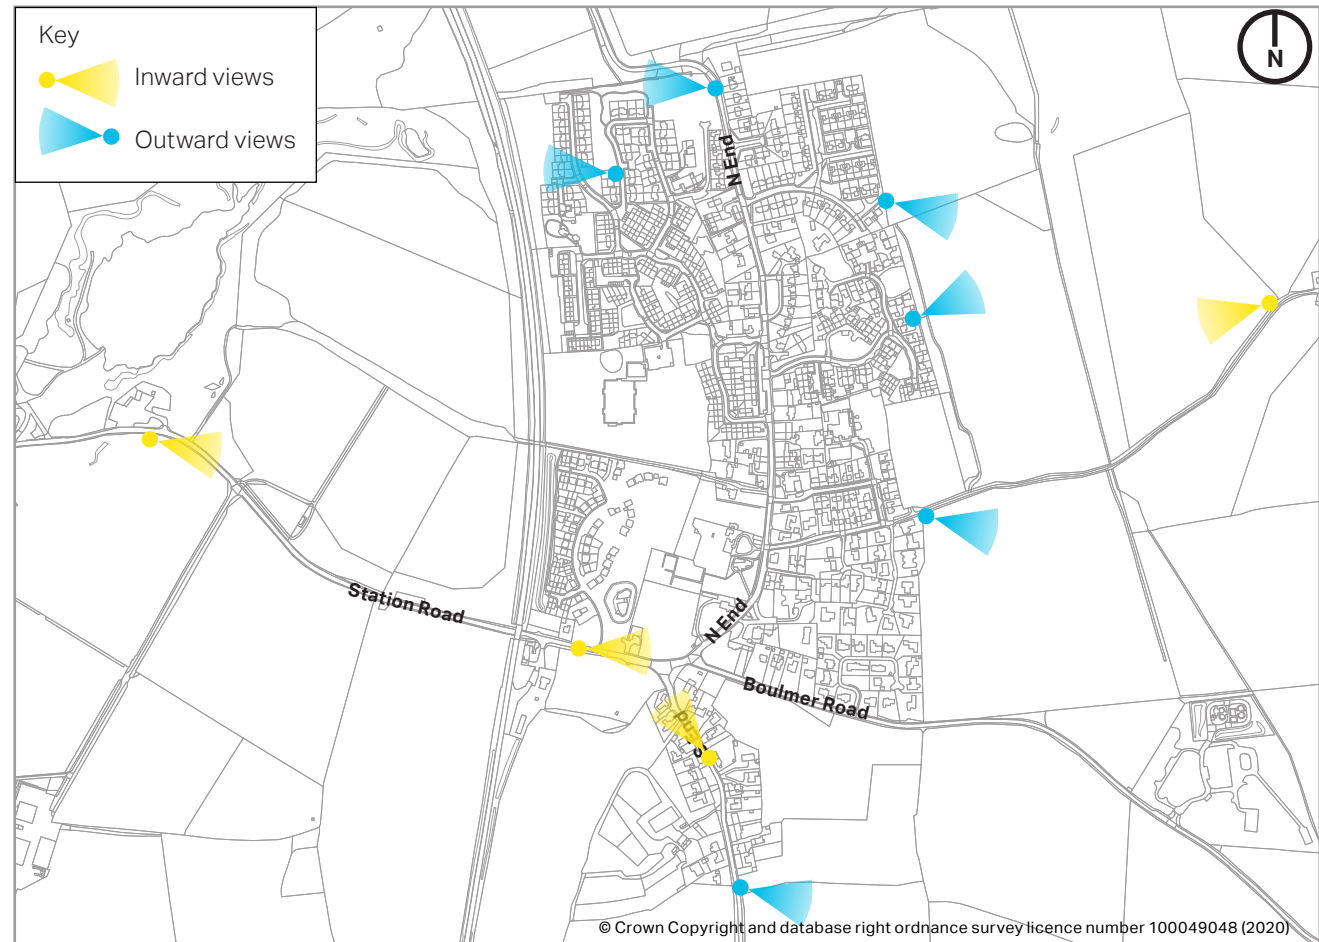 Key
Inward views
Outward views
N
N End
Station Road
N End
Boulmer Road
© Crown Copyright and database right ordnance survey licence number 100049048 (2020)